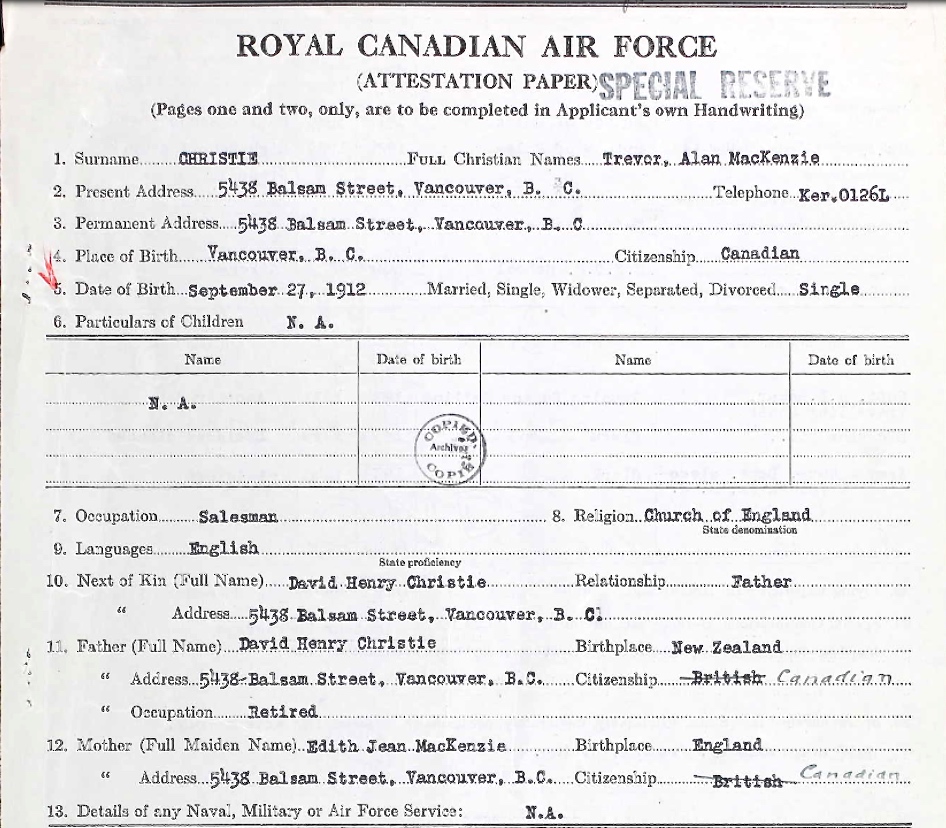 ROYAL CANADIAN AIR FORCE
(ATTESTATION PAPER) SPECIAL RESERVE
(Pages one and two, only, are to be completed in Applicant's own Handwriting)
1. Surname CHRISTIE FULL Christian Names Trevor, Alan MacKenzie
2. Present Address 5438 Balsam Street, Vancouver, B. C. Telephone Ker.0126L
3. Permanent Address 5438 Balsam Street, Vancouver, B. C
4. Place of Birth Vancouver, B. C. Citizenship Canadian
5. Date of Birth September 27, 1912 Married, Single, Widower, Separated, Divorced Single
6. Particulars of Children N. A.
Name Date of birth Name Date of birth
N. A.
COPIED
Archives
COPIE
7. Occupation Salesman 8. Religion Church of England
State denomination
9. Languages English
State proficiency
10. Next of Kin (Full Name) David Henry Christie Relationship Father
" Address 5438 Balsam Street, Vancouver, B. C.
11. Father (Full Name) David Henry Christie Birthplace New Zealand
" Address 5438 Balsam Street, Vancouver, B.C. Citizenship British Canadian
" Occupation Retired
12. Mother (Full Maiden Name) Edith Jean MacKenzie Birthplace England
" Address 5438 Balsam Street, Vancouver, B.C. Citizenship British Canadian
13. Details of any Naval, Military or Air Force Service: N.A.